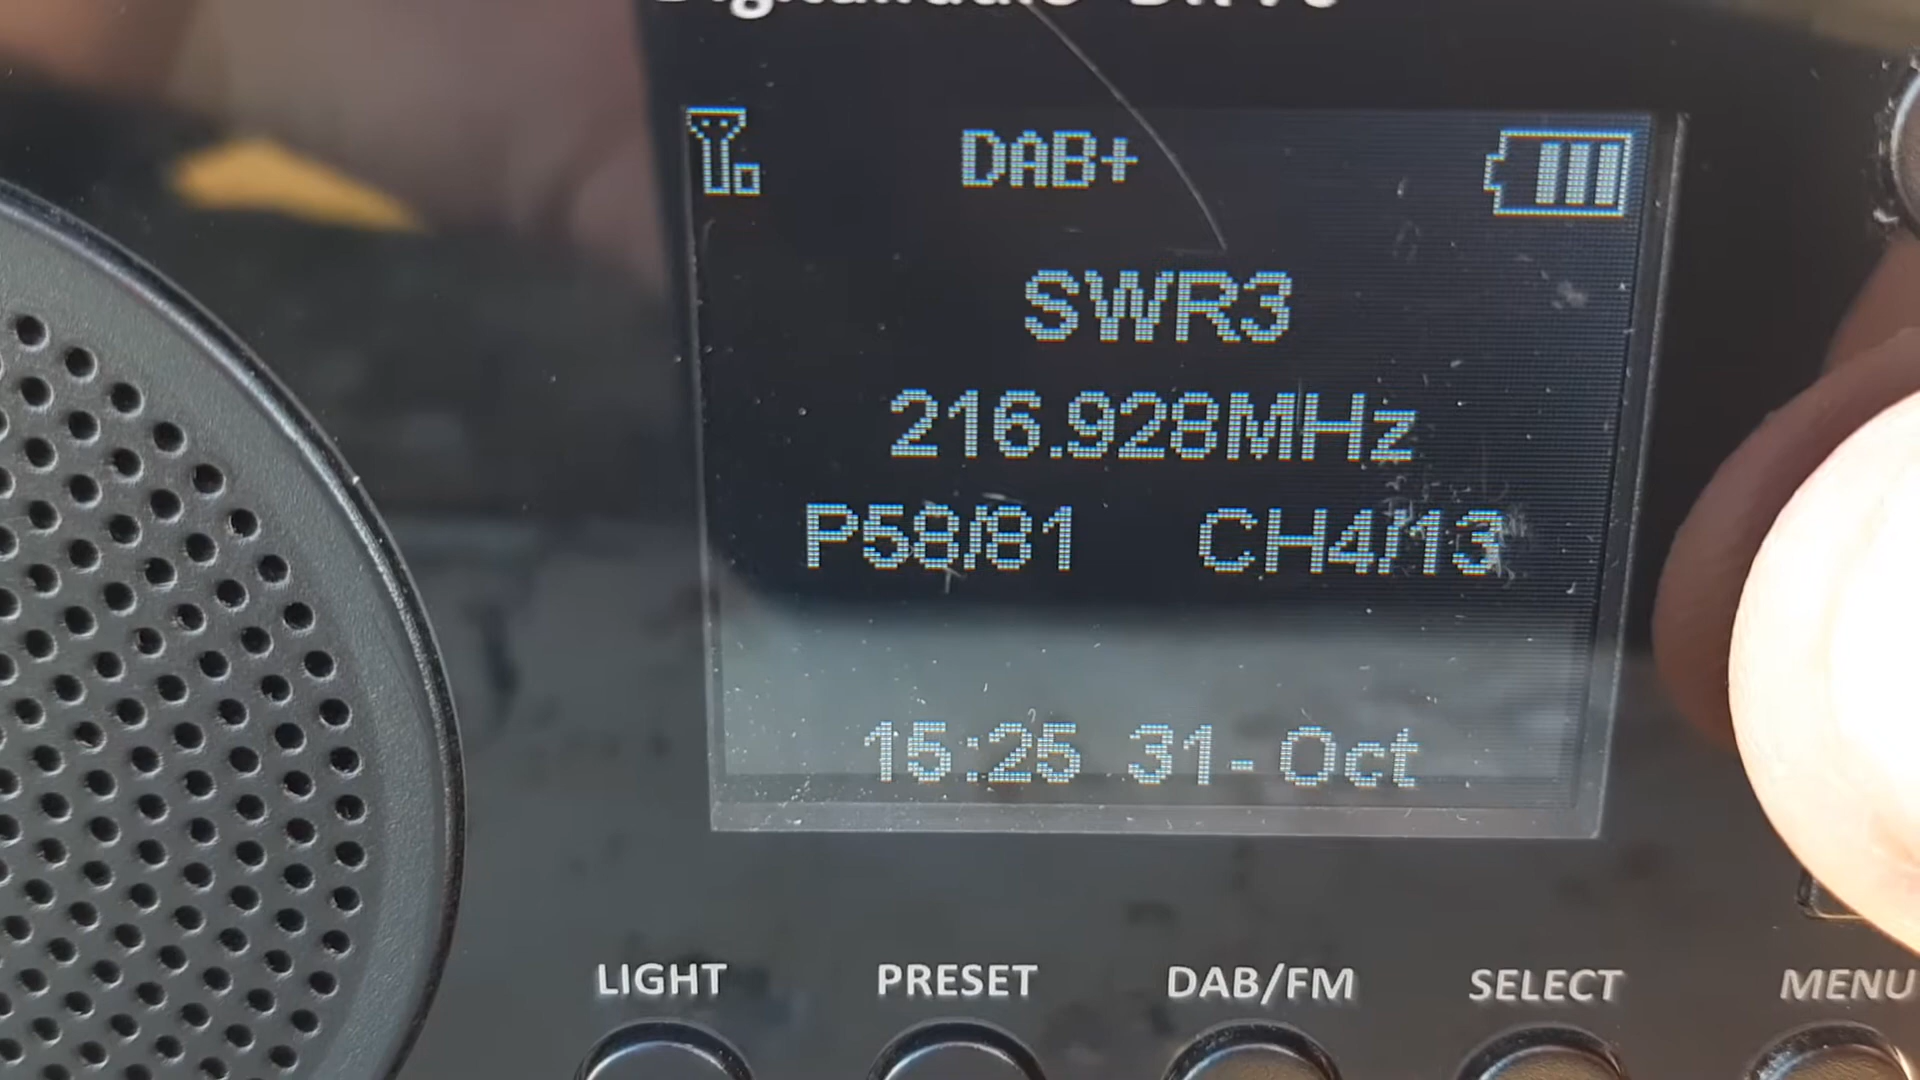 DAB+
SWR3
216.928MHz
P58/81 CH4/13
15:25 31-Oct
LIGHT PRESET DAB/FM SELECT MENU